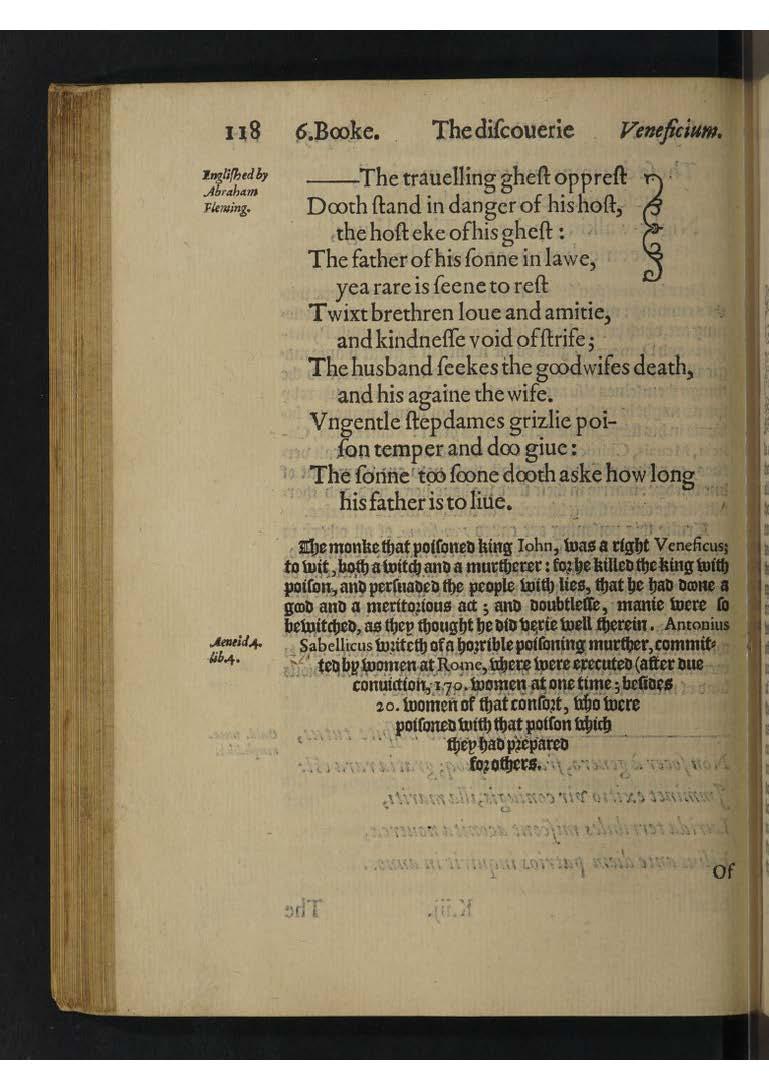 118 6.Booke. The diſcouerie Veneficium.
Engliſhed by
Abraham
Fleming.
——The trauelling gheſt oppreſt
Dooth ſtand in danger of his hoſt,
the hoſt eke of his gheſt :
The father of his ſonne in lawe,
yea rare is ſeene to reſt
Twixt brethren loue and amitie,
and kindneſſe void of ſtrife;
The husband ſeekes the goodwifes death,
and his againe the wife.
Vngentle ſtepdames grizlie poi-
ſon temper and doo giue:
The ſonne too ſoone dooth aske how long
his father is to liue.
The monke that poiſoned king Iohn, was a right Veneficus;
to wit, both a witch and a murtherer: for he killed the king with
poiſon, and perſuaded the people with lies, that he had doone a
good and a meritorious act; and doubtleſſe, manie were ſo
bewitched, as they thought he did verie well therein. Antonius
Aeneid.4.
lib.4.
Sabellicus writeth of a horrible poiſoning murther, commit-
ted by women at Rome, where were executed (after due
conuiction, 170. women at one time; beſides
20. women of that conſort, who were
poiſoned with that poiſon which
they had prepared
for others.
Of